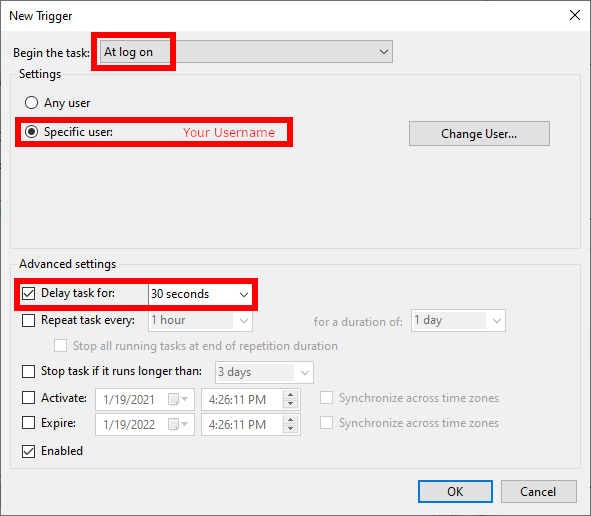 New Trigger
Begin the task: At log on
Settings
Any user
Specific user: Your Username Change User...
Advanced settings
Delay task for: 30 seconds
Repeat task every: 1 hour for a duration of: 1 day
Stop all running tasks at end of repetition duration
Stop task if it runs longer than: 3 days
Activate: 1/19/2021 4:26:11 PM Synchronize across time zones
Expire: 1/19/2022 4:26:11 PM Synchronize across time zones
Enabled
OK Cancel